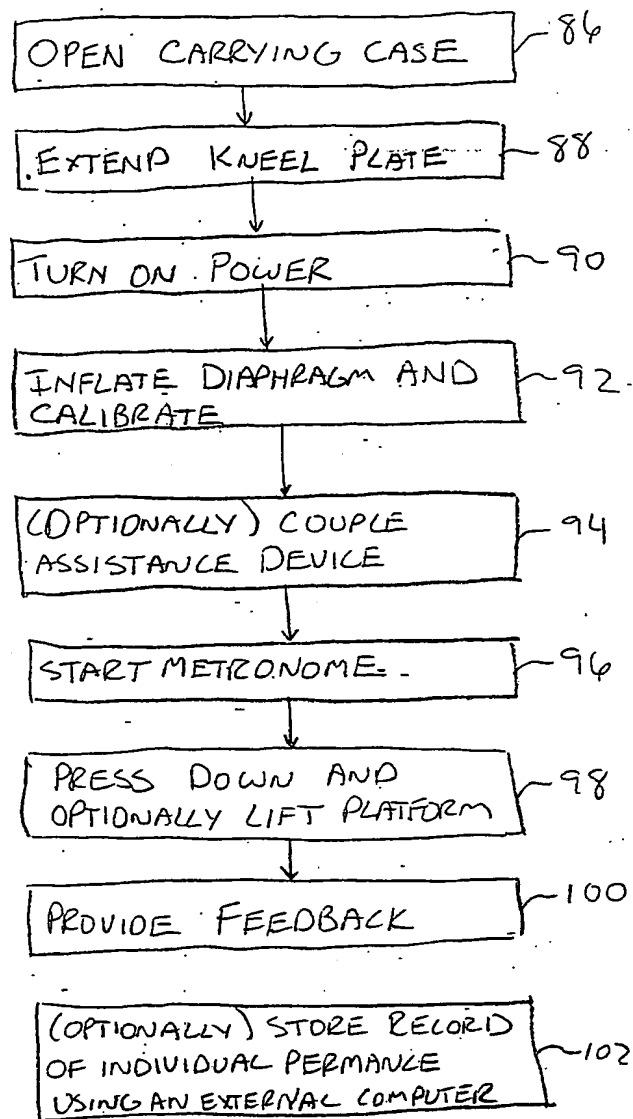 OPEN CARRYING CASE 86
EXTEND KNEEL PLATE 88
TURN ON POWER 90
INFLATE DIAPHRAGM AND 92
CALIBRATE
(OPTIONALLY) COUPLE 94
ASSISTANCE DEVICE
START METRONOME 96
PRESS DOWN AND 98
OPTIONALLY LIFT PLATFORM
PROVIDE FEEDBACK 100
(OPTIONALLY) STORE RECORD
OF INDIVIDUAL PERMANCE 102
USING AN EXTERNAL COMPUTER